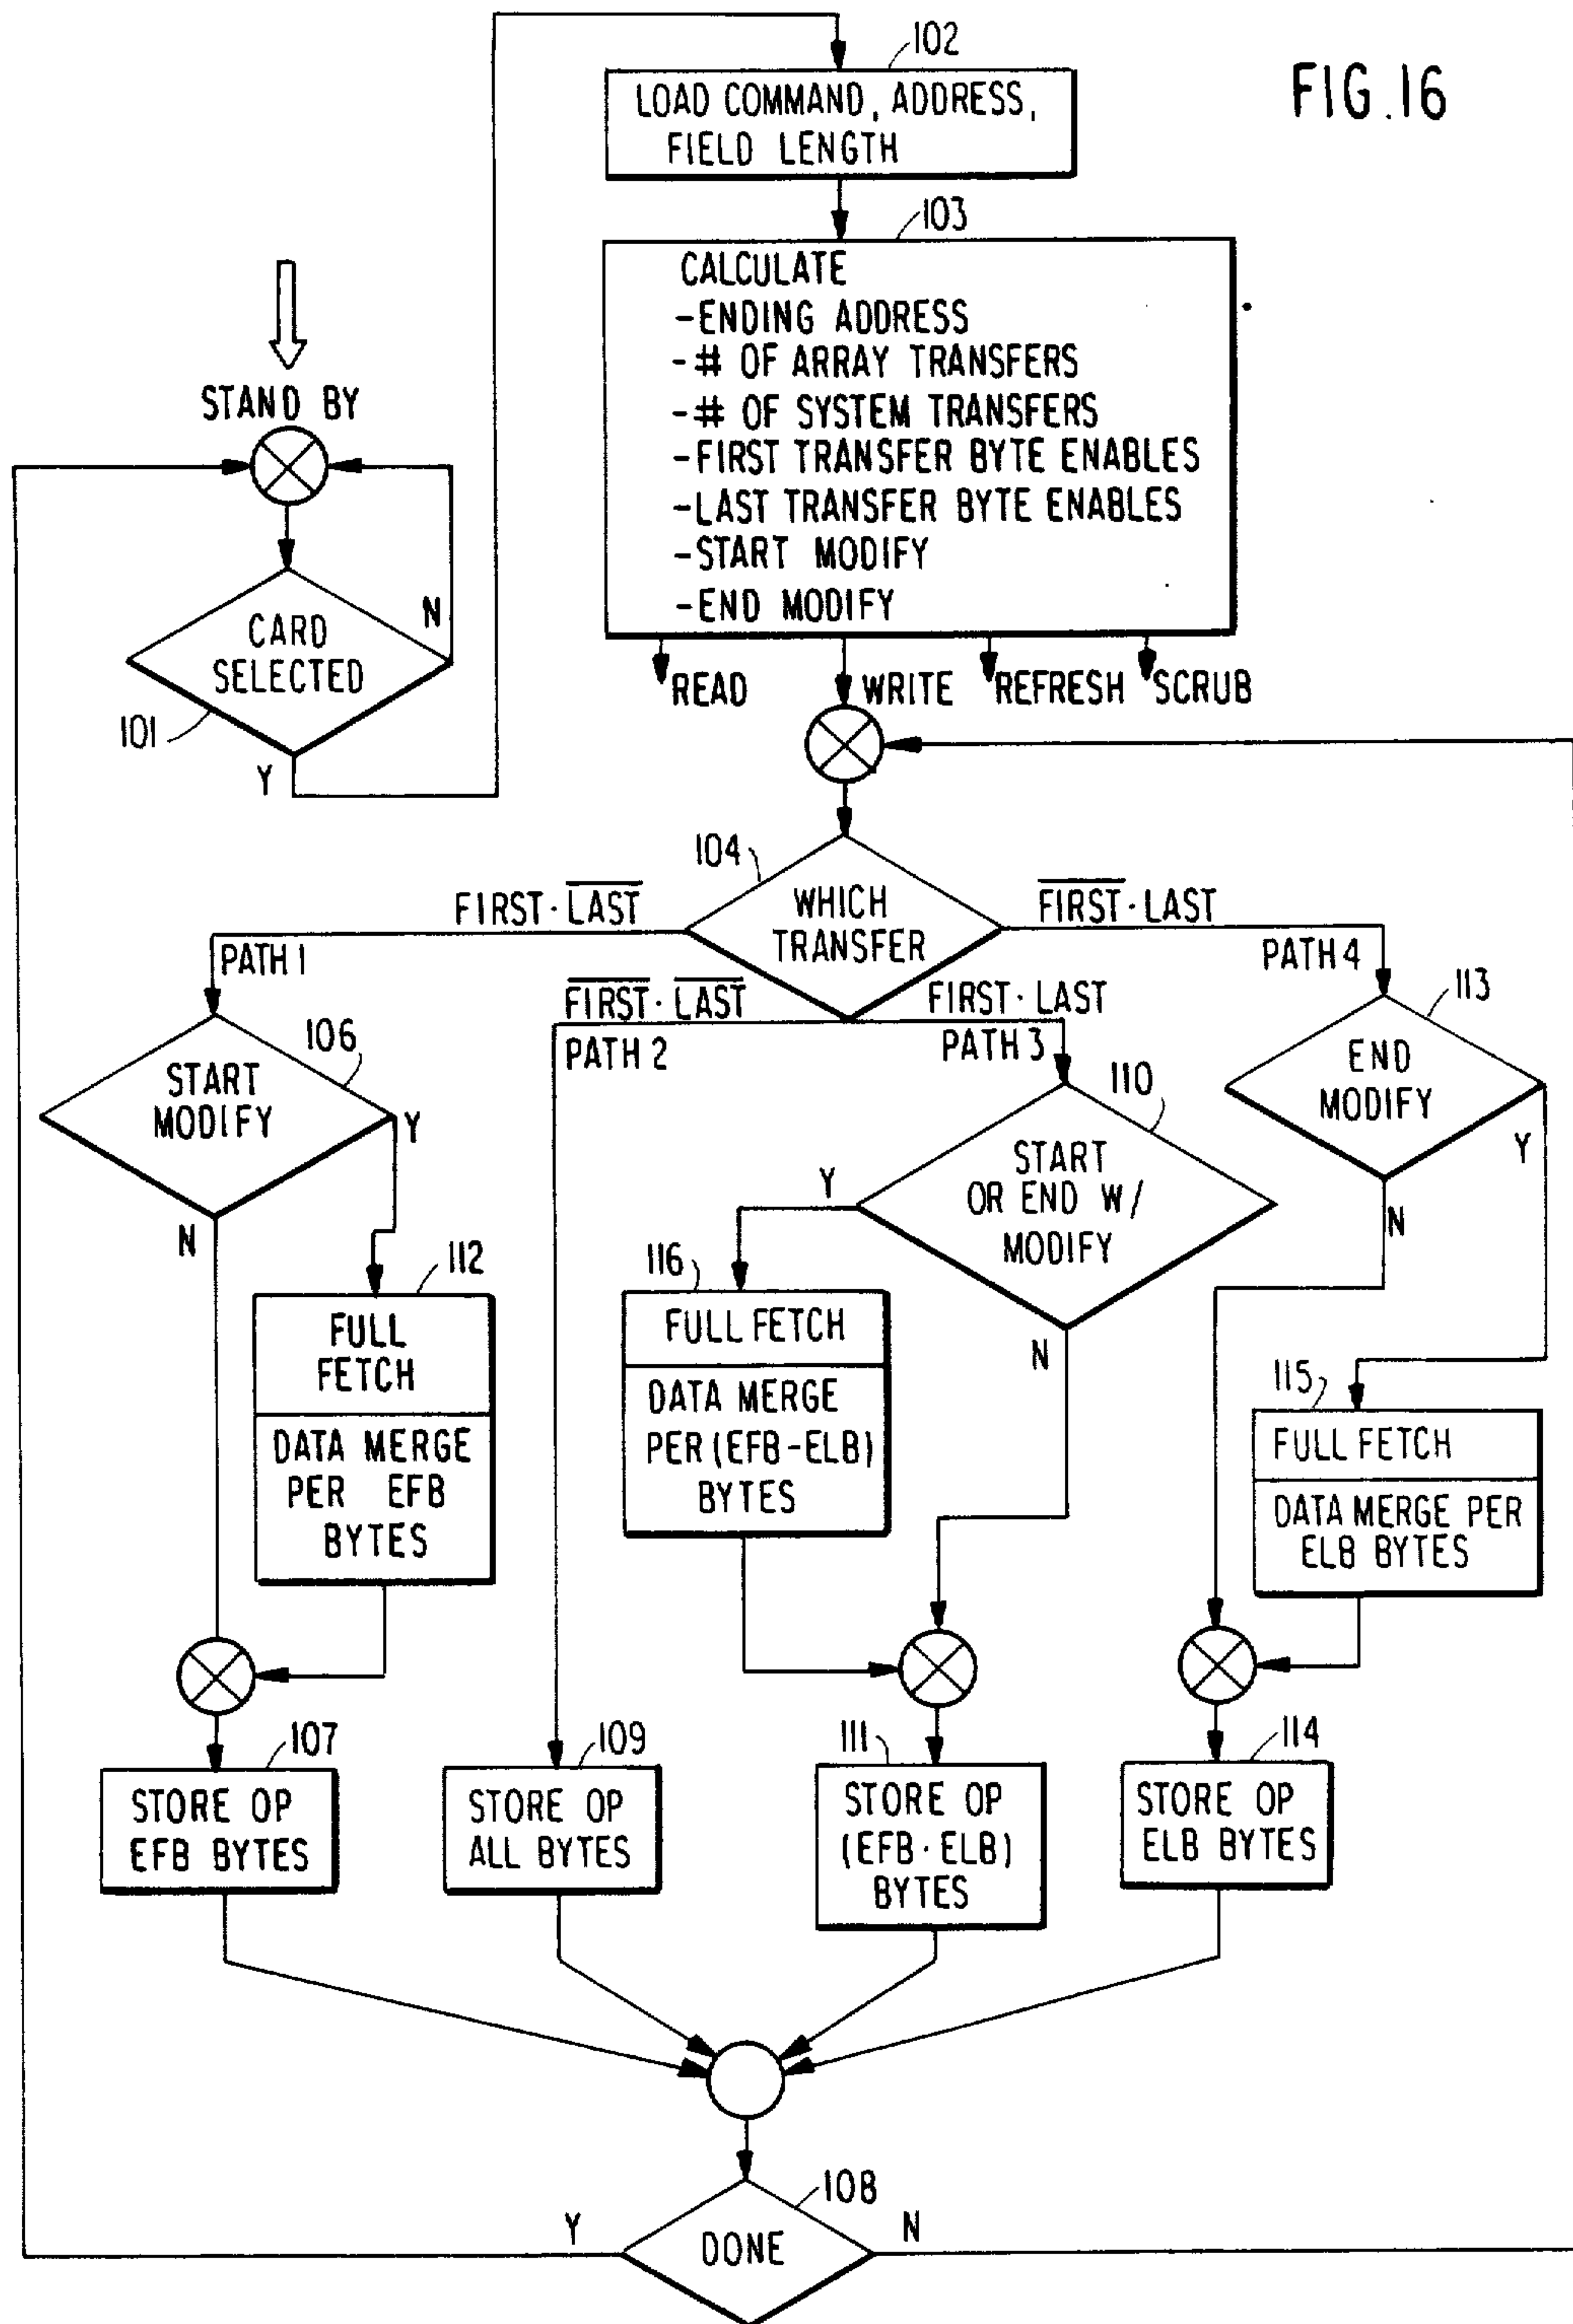 FIG.16
102
LOAD COMMAND, ADDRESS,
FIELD LENGTH
103
CALCULATE
-ENDING ADDRESS
-# OF ARRAY TRANSFERS
-# OF SYSTEM TRANSFERS
-FIRST TRANSFER BYTE ENABLES
-LAST TRANSFER BYTE ENABLES
-START MODIFY
-END MODIFY
STAND BY
CARD
SELECTED
N
101
Y
READ
WRITE
REFRESH
SCRUB
104
WHICH
TRANSFER
FIRST·L̅A̅S̅T̅
PATH 1
F̅I̅R̅S̅T̅·LAST
PATH 4
F̅I̅R̅S̅T̅·L̅A̅S̅T̅
PATH 2
FIRST·LAST
PATH 3
106
START
MODIFY
Y
N
110
START
OR END W/
MODIFY
Y
N
113
END
MODIFY
Y
N
112
FULL
FETCH
DATA MERGE
PER EFB
BYTES
116
FULL FETCH
DATA MERGE
PER (EFB-ELB)
BYTES
115
FULL FETCH
DATA MERGE PER
ELB BYTES
107
STORE OP
EFB BYTES
109
STORE OP
ALL BYTES
111
STORE OP
(EFB·ELB)
BYTES
114
STORE OP
ELB BYTES
108
DONE
Y
N